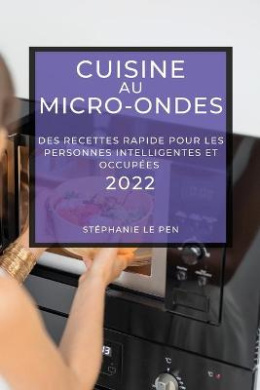 CUISINE
AU
MICRO-ONDES
DES RECETTES RAPIDE POUR LES
PERSONNES INTELLIGENTES ET
OCCUPÉES
2022
STÉPHANIE LE PEN